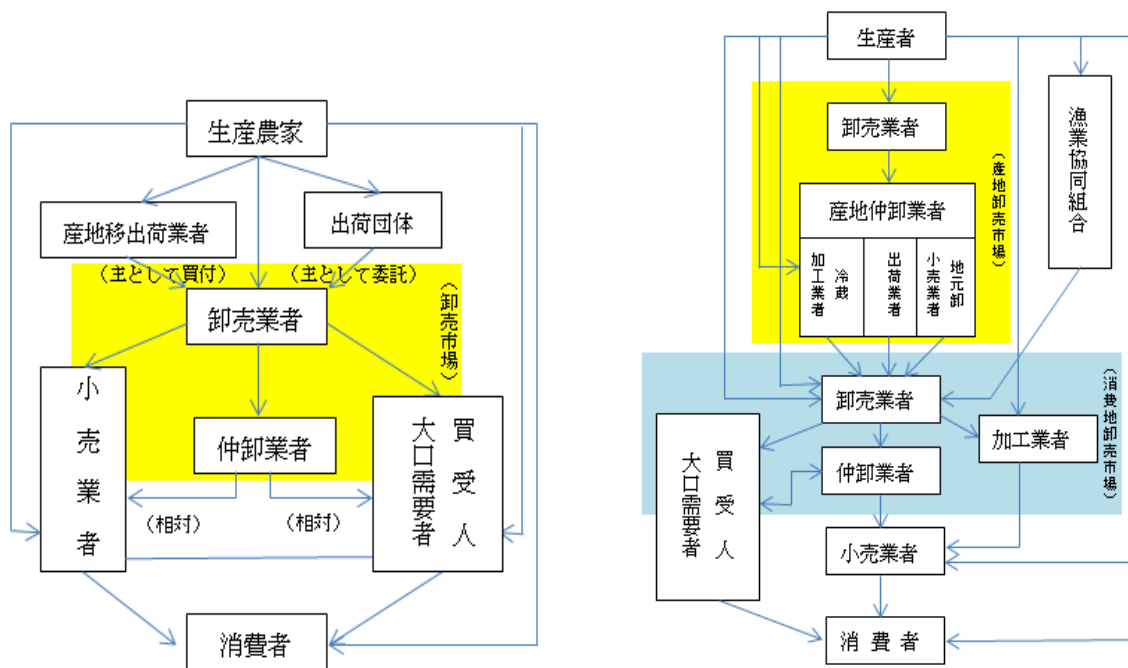 生産農家
産地移出荷業者
出荷団体
（主として買付）
（主として委託）
（卸売市場）
卸売業者
小売業者
仲卸業者
買受人
大口需要者
（相対）
（相対）
消費者
生産者
卸売業者
（産地卸売市場）
漁業協同組合
産地仲卸業者
冷蔵
加工業者
出荷業者
地元卸
小売業者
（消費地卸売市場）
卸売業者
加工業者
買受人
大口需要者
仲卸業者
小売業者
消費者